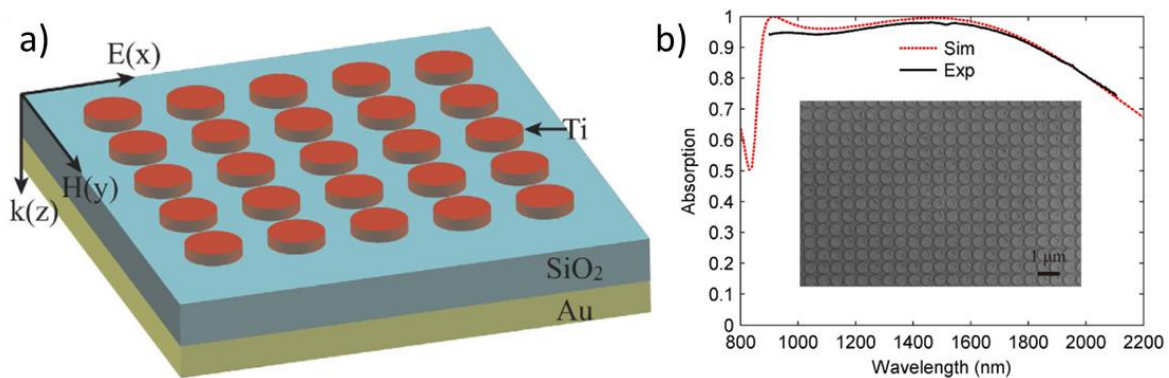 a)
E(x)
Ti
H(y)
k(z)
SiO₂
Au
b)
1
0.9
0.8
0.7
0.6
0.5
0.4
0.3
0.2
0.1
0
Absorption
Sim
Exp
1 μm
800 1000 1200 1400 1600 1800 2000 2200
Wavelength (nm)